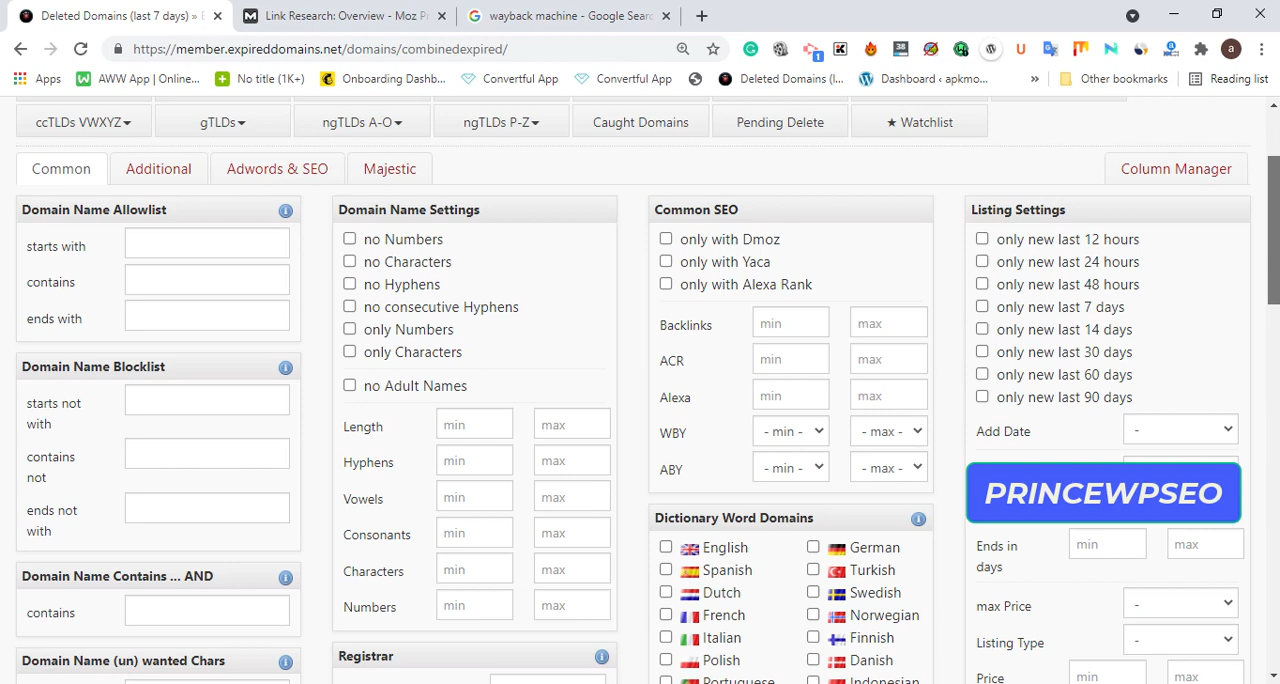 Deleted Domains (last 7 days) » E
Link Research: Overview - Moz P
wayback machine - Google Sear
https://member.expireddomains.net/domains/combinedexpired/
38
1
a
Apps
AWW App | Online...
No title (1K+)
Onboarding Dashb...
Convertful App
Convertful App
Deleted Domains (l...
Dashboard ‹ apkmo...
»
Other bookmarks
Reading list
ccTLDs VWXYZ
gTLDs
ngTLDs A-O
ngTLDs P-Z
Caught Domains
Pending Delete
★ Watchlist
Common
Additional
Adwords & SEO
Majestic
Column Manager
Domain Name Allowlist
starts with
contains
ends with
Domain Name Blocklist
starts not
with
contains
not
ends not
with
Domain Name Contains ... AND
contains
Domain Name (un) wanted Chars
Domain Name Settings
no Numbers
no Characters
no Hyphens
no consecutive Hyphens
only Numbers
only Characters
no Adult Names
Length min max
Hyphens min max
Vowels min max
Consonants min max
Characters min max
Numbers min max
Registrar
Common SEO
only with Dmoz
only with Yaca
only with Alexa Rank
Backlinks min max
ACR min max
Alexa min max
WBY - min - - max -
ABY - min - - max -
Dictionary Word Domains
English German
Spanish Turkish
Dutch Swedish
French Norwegian
Italian Finnish
Polish Danish
Portuguese Indonesian
Listing Settings
only new last 12 hours
only new last 24 hours
only new last 48 hours
only new last 7 days
only new last 14 days
only new last 30 days
only new last 60 days
only new last 90 days
Add Date -
PRINCEWPSEO
Ends in
days
min max
max Price -
Listing Type -
Price min max